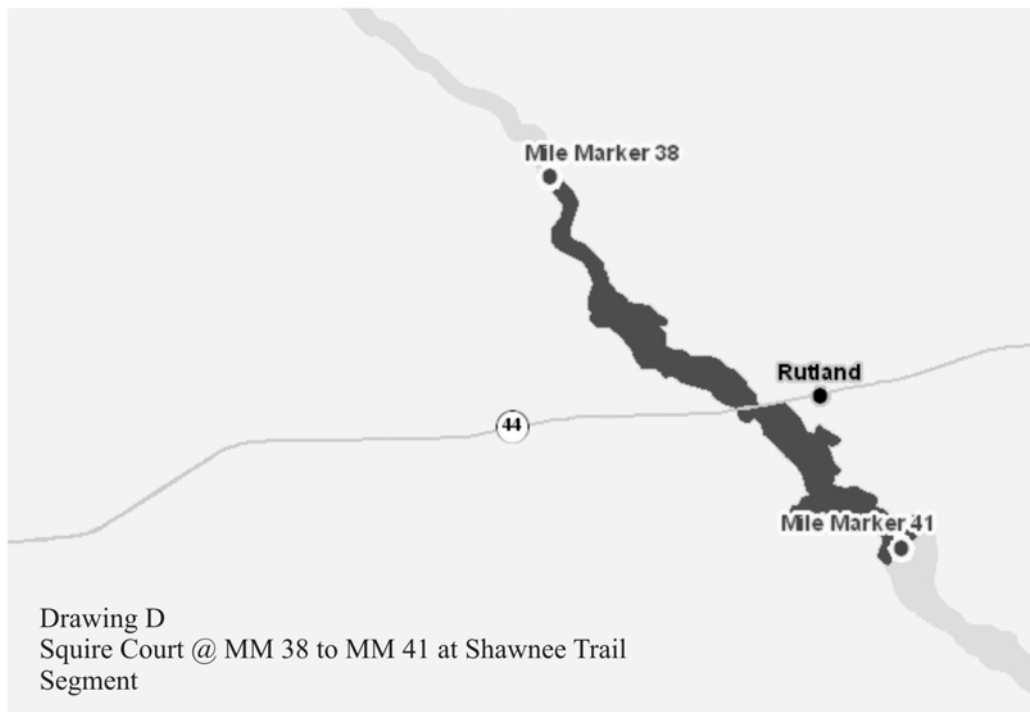 Mile Marker 38
Rutland
44
Mile Marker 41
Drawing D
Squire Court @ MM 38 to MM 41 at Shawnee Trail
Segment